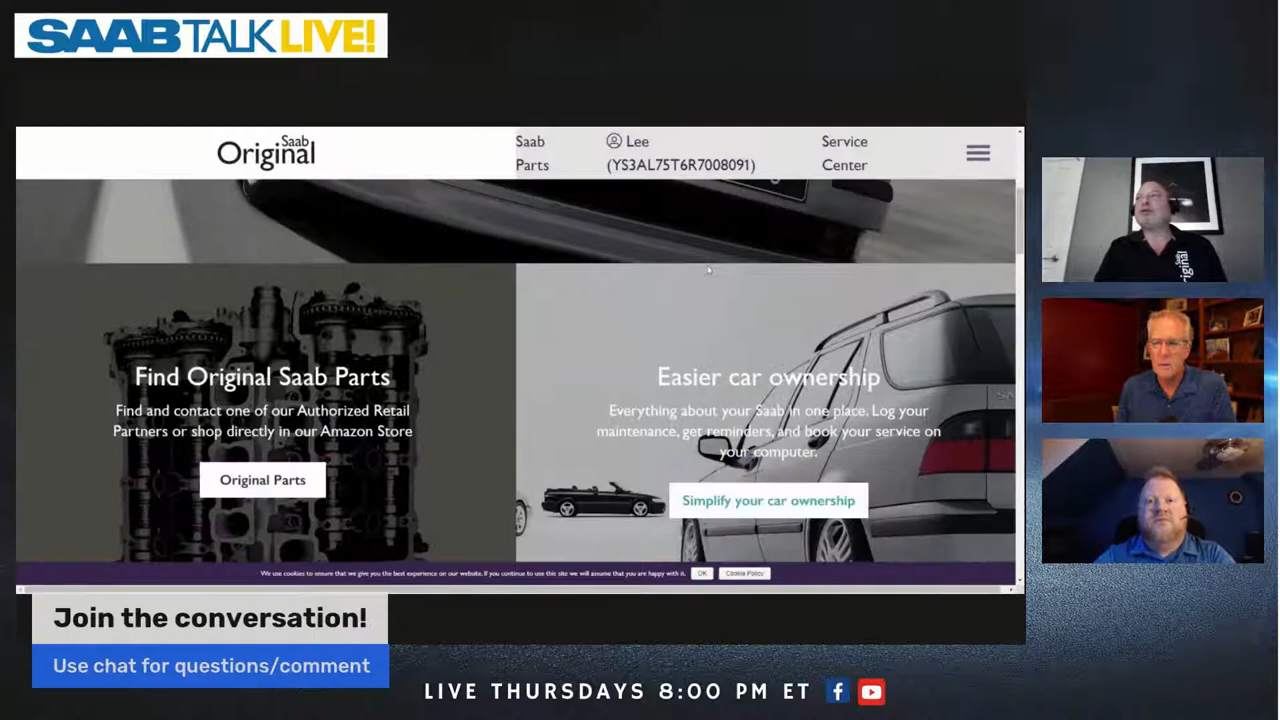 SAABTALKLIVE!
Saab
Original
Saab
Parts
Lee
(YS3AL75T6R7008091)
Service
Center
Saab
Original
Find Original Saab Parts
Find and contact one of our Authorized Retail
Partners or shop directly in our Amazon Store
Original Parts
Easier car ownership
Everything about your Saab in one place. Log your
maintenance, get reminders, and book your service on
your computer.
Simplify your car ownership
We use cookies to ensure that we give you the best experience on our website. If you continue to use this site we will assume that you are happy with it.
OK
Cookie Policy
Join the conversation!
Use chat for questions/comment
LIVE THURSDAYS 8:00 PM ET